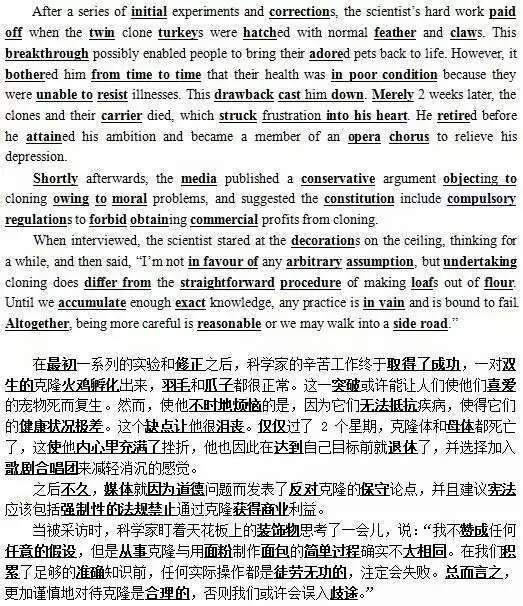 After a series of initial experiments and corrections, the scientist's hard work paid
off when the twin clone turkeys were hatched with normal feather and claws. This
breakthrough possibly enabled people to bring their adored pets back to life. However, it
bothered him from time to time that their health was in poor condition because they
were unable to resist illnesses. This drawback cast him down. Merely 2 weeks later, the
clones and their carrier died, which struck frustration into his heart. He retired before
he attained his ambition and became a member of an opera chorus to relieve his
depression.
Shortly afterwards, the media published a conservative argument objecting to
cloning owing to moral problems, and suggested the constitution include compulsory
regulations to forbid obtaining commercial profits from cloning.
When interviewed, the scientist stared at the decorations on the ceiling, thinking for
a while, and then said, “I'm not in favour of any arbitrary assumption, but undertaking
cloning does differ from the straightforward procedure of making loafs out of flour.
Until we accumulate enough exact knowledge, any practice is in vain and is bound to fail.
Altogether, being more careful is reasonable or we may walk into a side road.”
在最初一系列的实验和修正之后，科学家的辛苦工作终于取得了成功，一对双
生的克隆火鸡孵化出来，羽毛和爪子都很正常。这一突破或许能让人们使他们喜爱
的宠物死而复生。然而，使他不时地烦恼的是，因为它们无法抵抗疾病，使得它们
的健康状况极差。这个缺点让他很沮丧。仅仅过了 2 个星期，克隆体和母体都死亡
了，这使他内心里充满了挫折，他也因此在达到自己目标前就退休了，并选择加入
歌剧合唱团来减轻消沉的感觉。
之后不久，媒体就因为道德问题而发表了反对克隆的保守论点，并且建议宪法
应该包括强制性的法规禁止通过克隆获得商业利益。
当被采访时，科学家盯着天花板上的装饰物思考了一会儿，说：“我不赞成任何
任意的假设，但是从事克隆与用面粉制作面包的简单过程确实不大相同。在我们积
累了足够的准确知识前，任何实际操作都是徒劳无功的，注定会失败。总而言之，
更加谨慎地对待克隆是合理的，否则我们或许会误入歧途。”